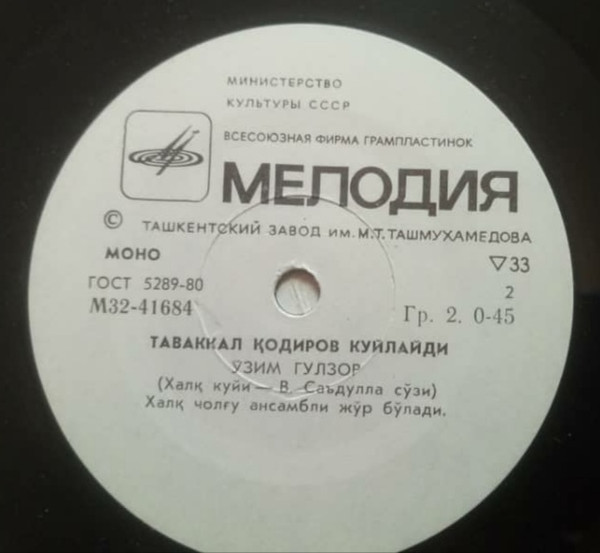 МИНИСТЕРСТВО
КУЛЬТУРЫ СССР
ВСЕСОЮЗНАЯ ФИРМА ГРАМПЛАСТИНОК
МЕЛОДИЯ
© ТАШКЕНТСКИЙ ЗАВОД ИМ. М.Т. ТАШМУХАМЕДОВА
МОНО ▽33
ГОСТ 5289-80 2
М32-41684 Гр. 2. 0-45
ТАВАККАЛ ҚОДИРОВ КУЙЛАЙДИ
ЎЗИМ ГУЛЗОР
(Халқ куйи — В. Саъдулла сўзи)
Халқ чолғу ансамбли жўр бўлади.